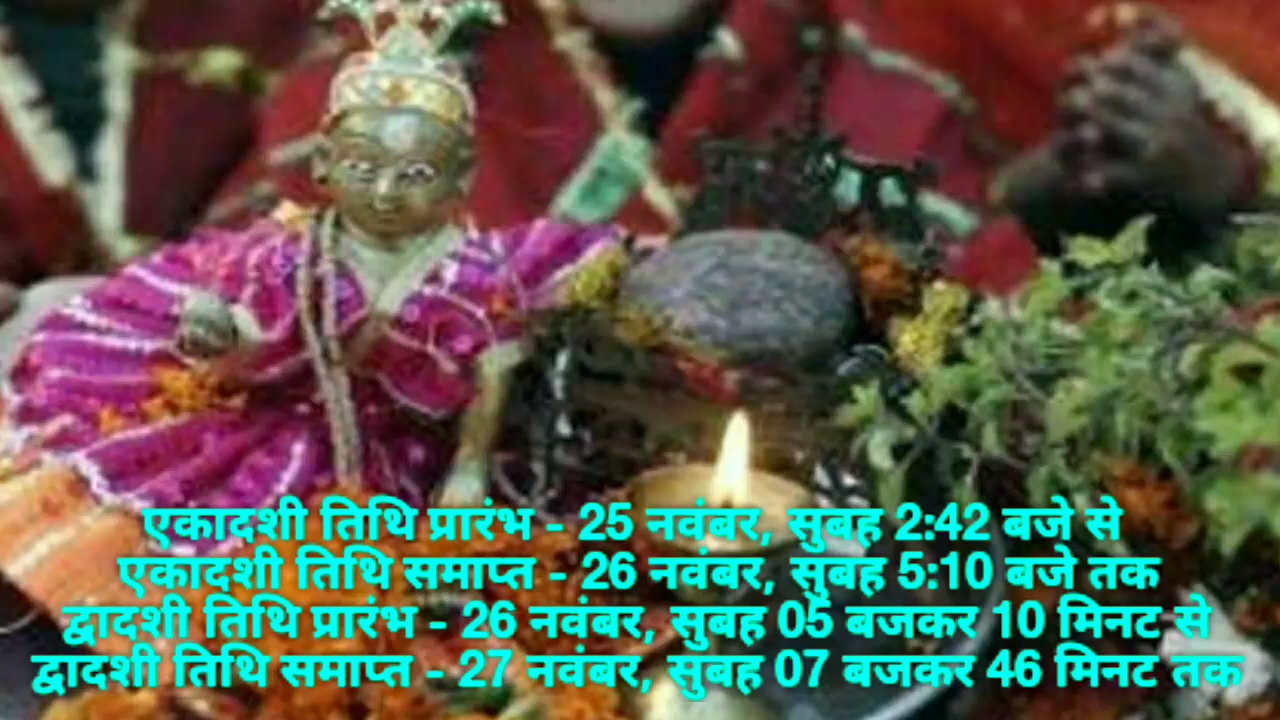 एकादशी तिथि प्रारंभ - 25 नवंबर, सुबह 2:42 बजे से
एकादशी तिथि समाप्त - 26 नवंबर, सुबह 5:10 बजे तक
द्वादशी तिथि प्रारंभ - 26 नवंबर, सुबह 05 बजकर 10 मिनट से
द्वादशी तिथि समाप्त - 27 नवंबर, सुबह 07 बजकर 46 मिनट तक